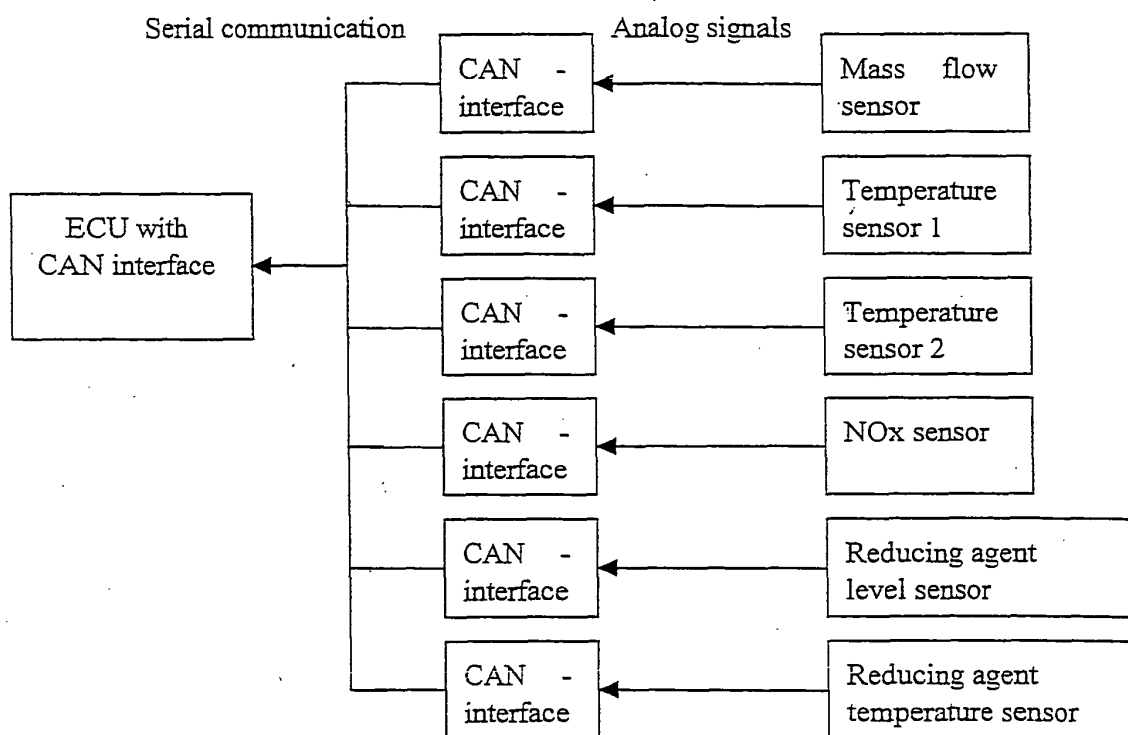 Serial communication
Analog signals
CAN -
interface
Mass flow
sensor
CAN -
interface
Temperature
sensor 1
ECU with
CAN interface
CAN -
interface
Temperature
sensor 2
CAN -
interface
NOx sensor
CAN -
interface
Reducing agent
level sensor
CAN -
interface
Reducing agent
temperature sensor